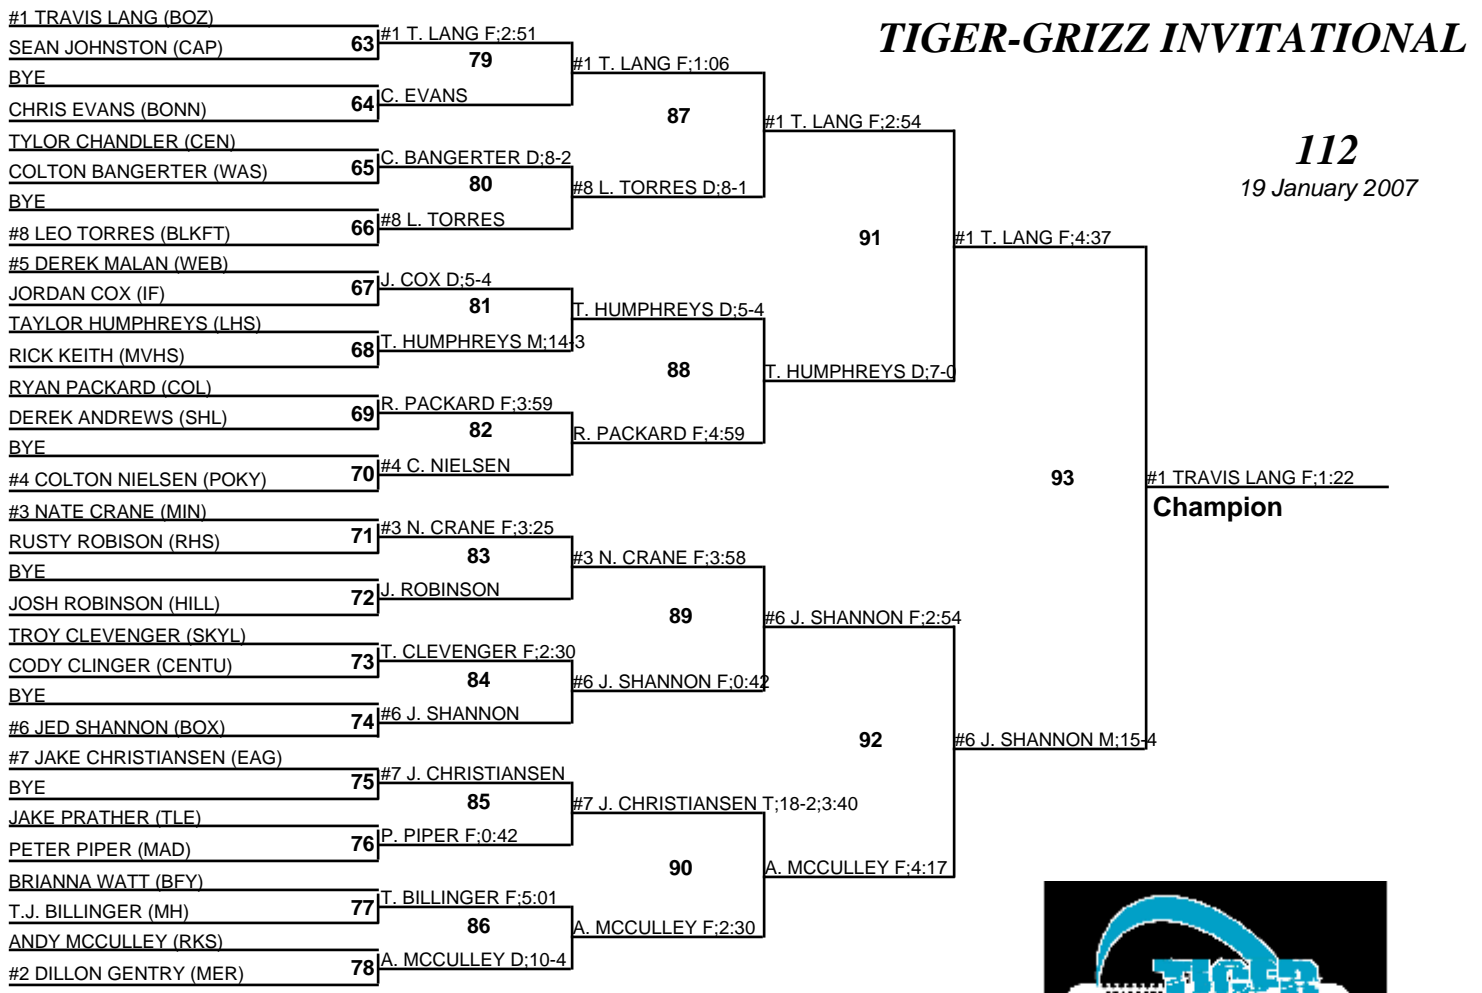 TIGER-GRIZZ INVITATIONAL
112
19 January 2007
#1 TRAVIS LANG (BOZ)
SEAN JOHNSTON (CAP)
BYE
CHRIS EVANS (BONN)
TYLOR CHANDLER (CEN)
COLTON BANGERTER (WAS)
BYE
#8 LEO TORRES (BLKFT)
#5 DEREK MALAN (WEB)
JORDAN COX (IF)
TAYLOR HUMPHREYS (LHS)
RICK KEITH (MVHS)
RYAN PACKARD (COL)
DEREK ANDREWS (SHL)
BYE
#4 COLTON NIELSEN (POKY)
#3 NATE CRANE (MIN)
RUSTY ROBISON (RHS)
BYE
JOSH ROBINSON (HILL)
TROY CLEVENGER (SKYL)
CODY CLINGER (CENTU)
BYE
#6 JED SHANNON (BOX)
#7 JAKE CHRISTIANSEN (EAG)
BYE
JAKE PRATHER (TLE)
PETER PIPER (MAD)
BRIANNA WATT (BFY)
T.J. BILLINGER (MH)
ANDY MCCULLEY (RKS)
#2 DILLON GENTRY (MER)
63
64
65
66
67
68
69
70
71
72
73
74
75
76
77
78
#1 T. LANG F;2:51
C. EVANS
C. BANGERTER D;8-2
#8 L. TORRES
J. COX D;5-4
T. HUMPHREYS M;14-3
R. PACKARD F;3:59
#4 C. NIELSEN
#3 N. CRANE F;3:25
J. ROBINSON
T. CLEVENGER F;2:30
#6 J. SHANNON
#7 J. CHRISTIANSEN
P. PIPER F;0:42
T. BILLINGER F;5:01
A. MCCULLEY D;10-4
79
80
81
82
83
84
85
86
#1 T. LANG F;1:06
#8 L. TORRES D;8-1
T. HUMPHREYS D;5-4
R. PACKARD F;4:59
#3 N. CRANE F;3:58
#6 J. SHANNON F;0:42
#7 J. CHRISTIANSEN T;18-2;3:40
A. MCCULLEY F;2:30
87
88
89
90
#1 T. LANG F;2:54
T. HUMPHREYS D;7-0
#6 J. SHANNON F;2:54
A. MCCULLEY F;4:17
91
92
#1 T. LANG F;4:37
#6 J. SHANNON M;15-4
93
#1 TRAVIS LANG F;1:22
Champion
TIGER